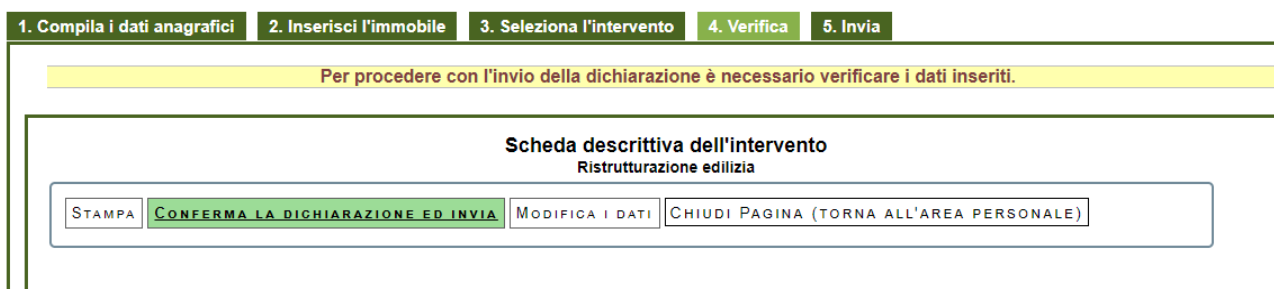 1. Compila i dati anagrafici 2. Inserisci l'immobile 3. Seleziona l'intervento 4. Verifica 5. Invia
Per procedere con l'invio della dichiarazione è necessario verificare i dati inseriti.
Scheda descrittiva dell'intervento
Ristrutturazione edilizia
Stampa Conferma la dichiarazione ed invia Modifica i dati Chiudi Pagina (torna all'area personale)